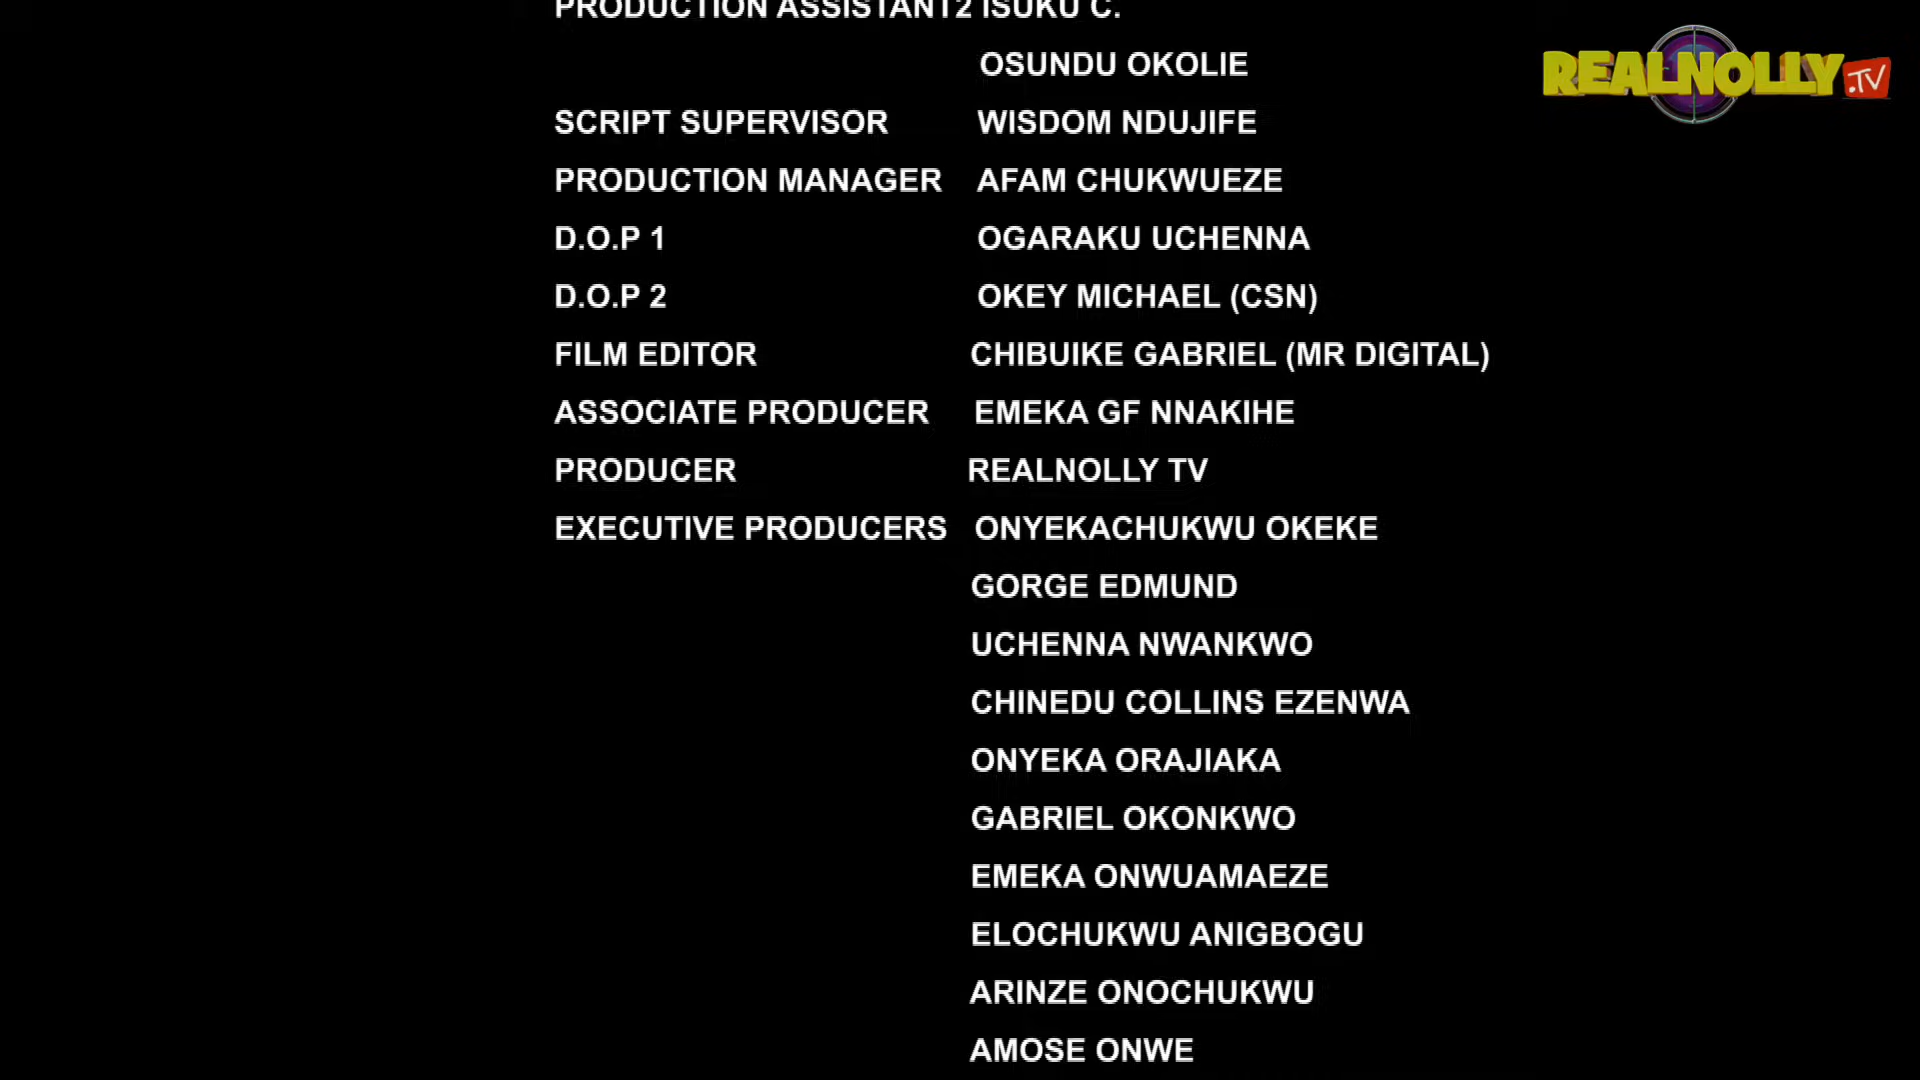 PRODUCTION ASSISTANT2 ISUKU C.
OSUNDU OKOLIE
REALNOLLY.TV
SCRIPT SUPERVISOR WISDOM NDUJIFE
PRODUCTION MANAGER AFAM CHUKWUEZE
D.O.P 1 OGARAKU UCHENNA
D.O.P 2 OKEY MICHAEL (CSN)
FILM EDITOR CHIBUIKE GABRIEL (MR DIGITAL)
ASSOCIATE PRODUCER EMEKA GF NNAKIHE
PRODUCER REALNOLLY TV
EXECUTIVE PRODUCERS ONYEKACHUKWU OKEKE
GORGE EDMUND
UCHENNA NWANKWO
CHINEDU COLLINS EZENWA
ONYEKA ORAJIAKA
GABRIEL OKONKWO
EMEKA ONWUAMAEZE
ELOCHUKWU ANIGBOGU
ARINZE ONOCHUKWU
AMOSE ONWE